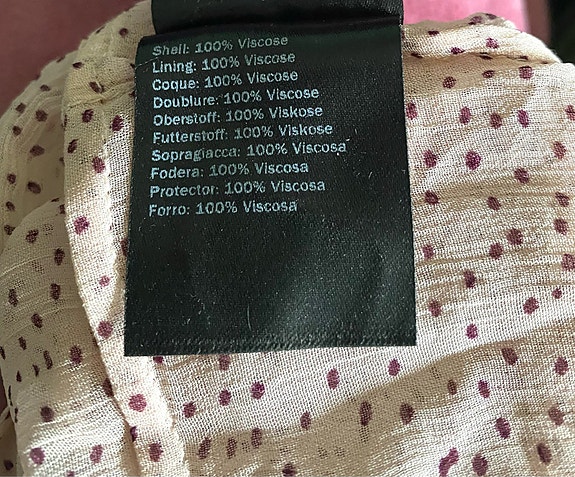 Shell: 100% Viscose
Lining: 100% Viscose
Coque: 100% Viscose
Doublure: 100% Viscose
Oberstoff: 100% Viskose
Futterstoff: 100% Viskose
Sopragiacca: 100% Viscosa
Fodera: 100% Viscosa
Protector: 100% Viscosa
Forro: 100% Viscosa